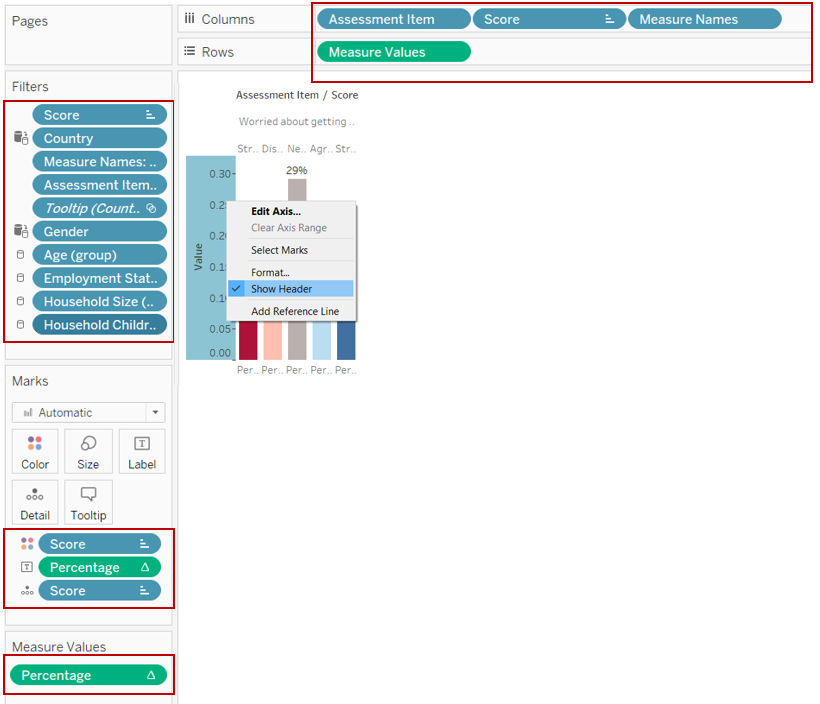 Pages
Columns
Assessment Item
Score
Measure Names
Rows
Measure Values
Filters
Score
Country
Measure Names: ..
Assessment Item..
Tooltip (Count..
Gender
Age (group)
Employment Stat..
Household Size (..
Household Childr..
Marks
Automatic
Color
Size
Label
Detail
Tooltip
Score
Percentage
Score
Measure Values
Percentage
Assessment Item / Score
Worried about getting ..
Str.. Dis.. Ne.. Agr.. Str..
29%
Value
0.30
0.2
0.2
0.1
0.1
0.05
0.00
Edit Axis...
Clear Axis Range
Select Marks
Format...
Show Header
Add Reference Line
Per.. Per.. Per.. Per.. Per..